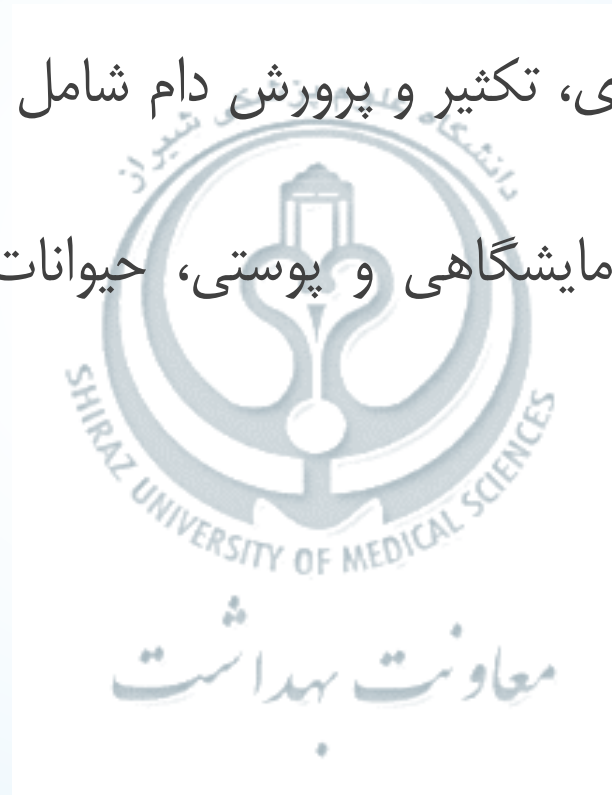 ی، تکثیر و پرورش دام شامل
دانشگاه علوم پزشکی شیراز
مایشگاهی و پوستی، حیوانات
SHIRAZ UNIVERSITY OF MEDICAL SCIENCES
معاونت بهداشت